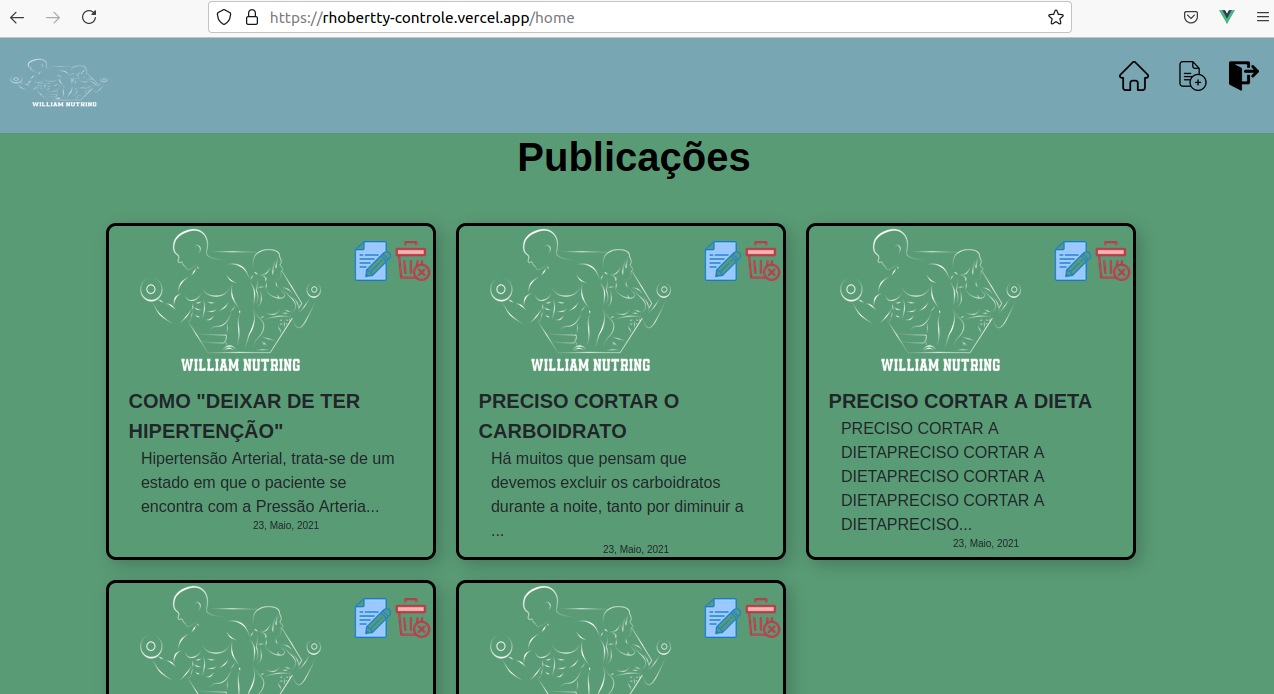 https://rhobertty-controle.vercel.app/home
WILLIAM NUTRING
Publicações
WILLIAM NUTRING
COMO "DEIXAR DE TER
HIPERTENÇÃO"
Hipertensão Arterial, trata-se de um
estado em que o paciente se
encontra com a Pressão Arteria...
23, Maio, 2021
WILLIAM NUTRING
PRECISO CORTAR O
CARBOIDRATO
Há muitos que pensam que
devemos excluir os carboidratos
durante a noite, tanto por diminuir a
...
23, Maio, 2021
WILLIAM NUTRING
PRECISO CORTAR A DIETA
PRECISO CORTAR A
DIETAPRECISO CORTAR A
DIETAPRECISO CORTAR A
DIETAPRECISO CORTAR A
DIETAPRECISO...
23, Maio, 2021